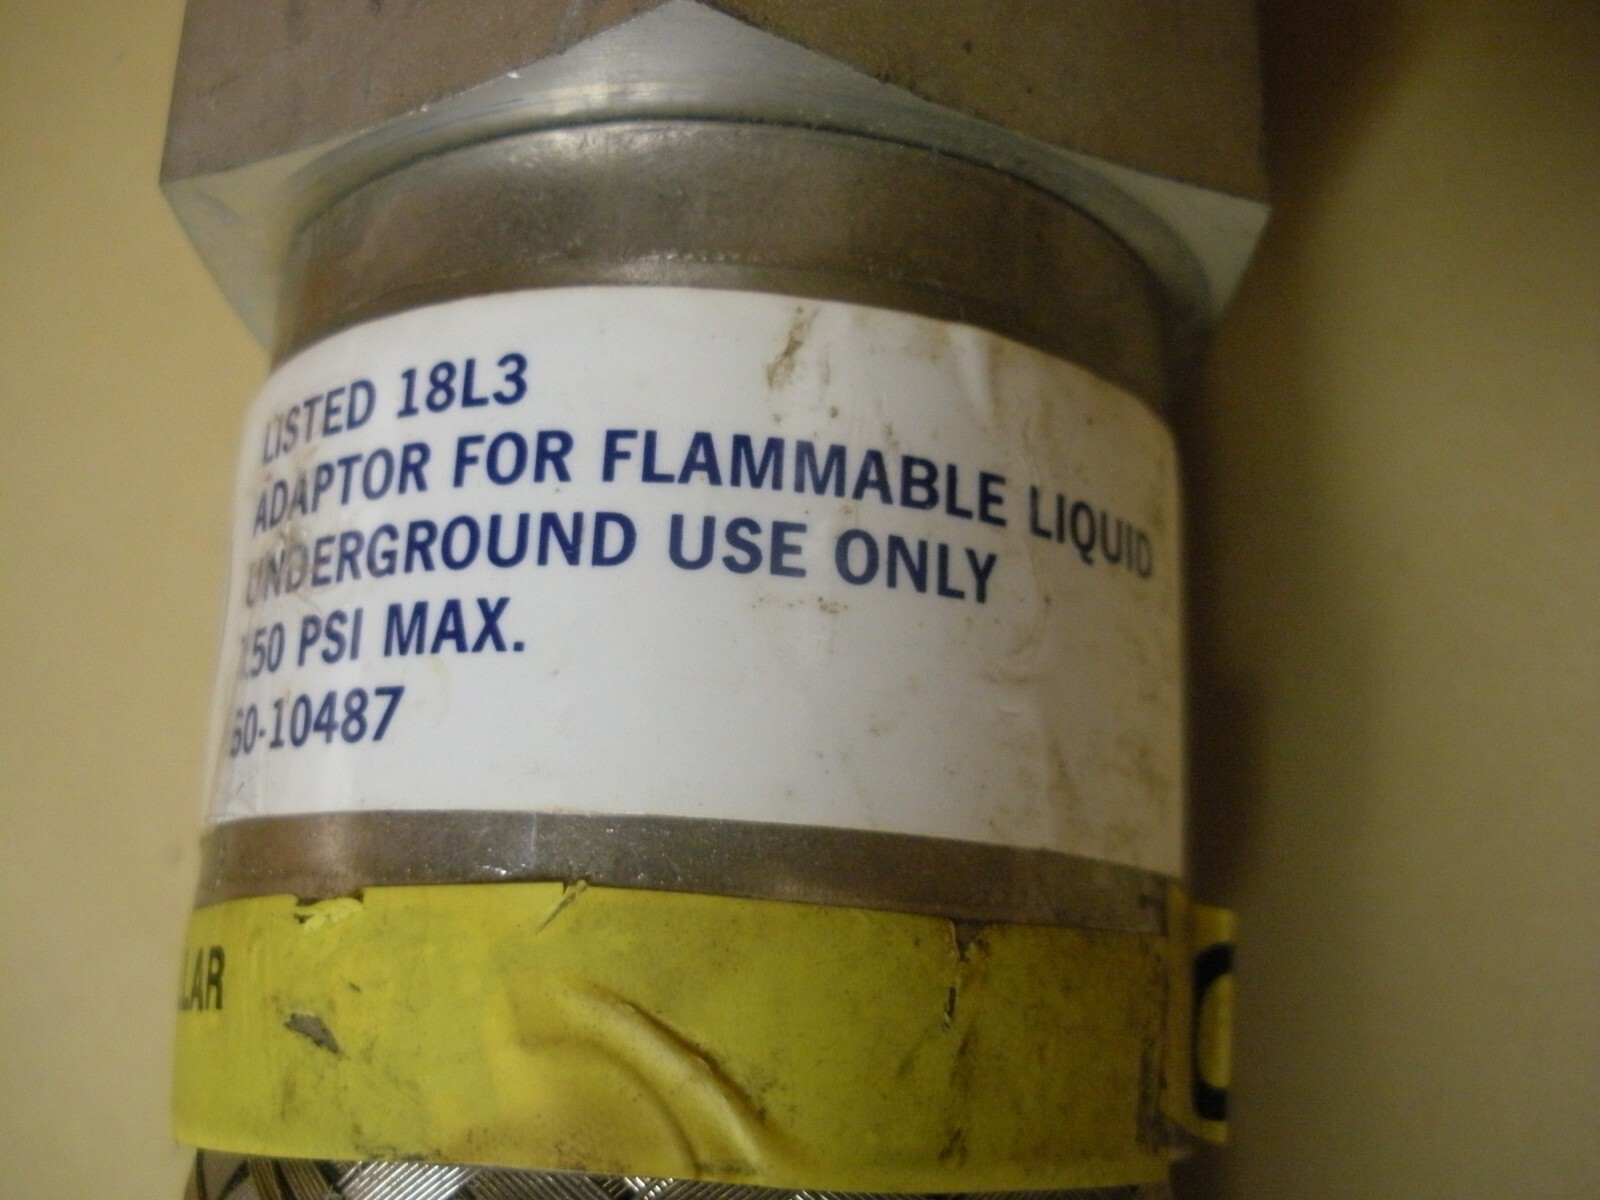 LISTED 18L3
ADAPTOR FOR FLAMMABLE LIQUID
UNDERGROUND USE ONLY
150 PSI MAX.
60-10487
LAR